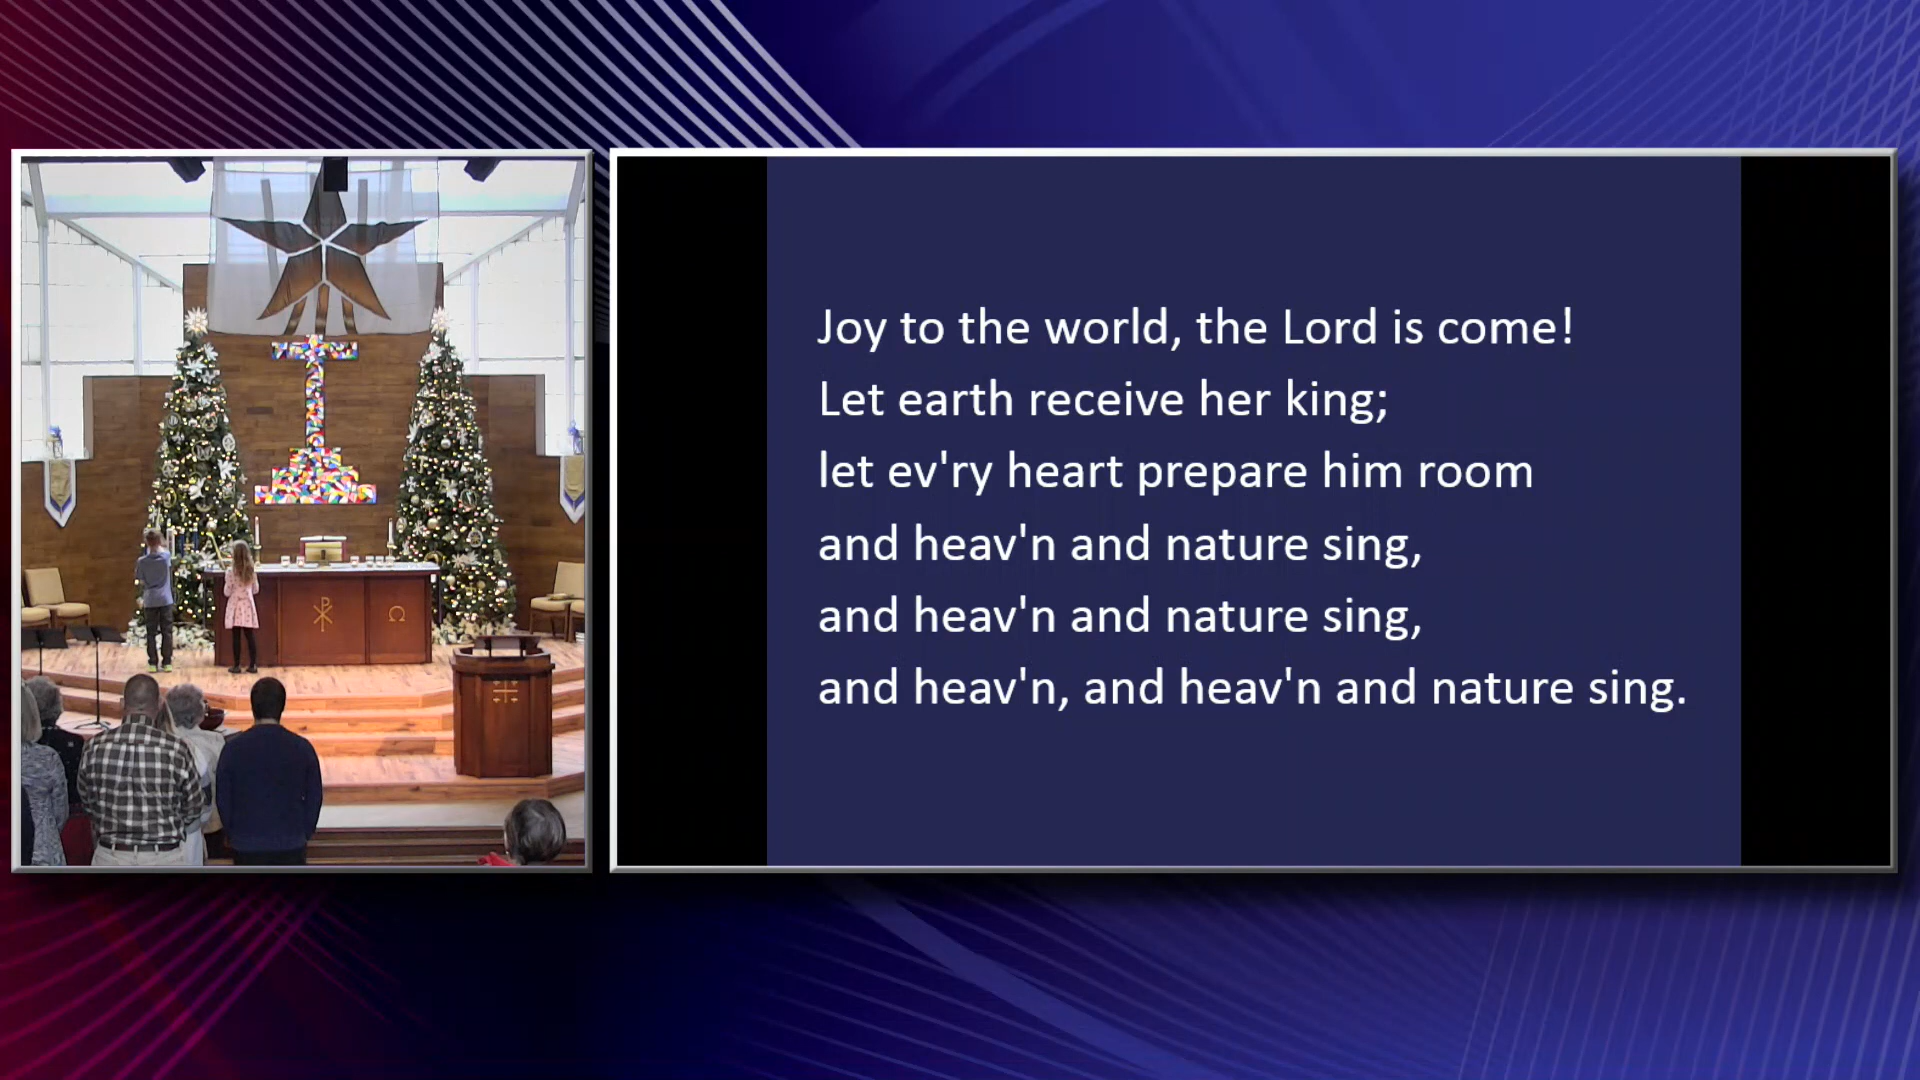 Joy to the world, the Lord is come!
Let earth receive her king;
let ev'ry heart prepare him room
and heav'n and nature sing,
and heav'n and nature sing,
and heav'n, and heav'n and nature sing.
Ω